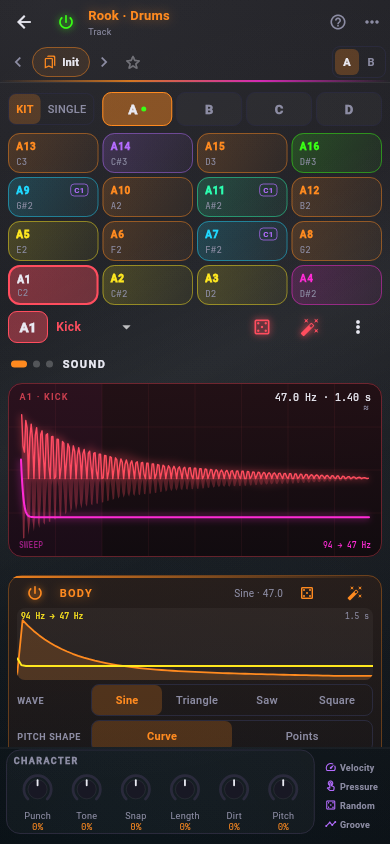 Rook · Drums
Track
Init
A B
KIT SINGLE A B C D
A13 A14 A15 A16
C3 C#3 D3 D#3
A9 C1 A10 A11 C1 A12
G#2 A2 A#2 B2
A5 A6 A7 C1 A8
E2 F2 F#2 G2
A1 A2 A3 A4
C2 C#2 D2 D#2
A1 Kick
SOUND
A1 · KICK 47.0 Hz · 1.40 s
≈
SWEEP 94 → 47 Hz
BODY Sine · 47.0
94 Hz → 47 Hz 1.5 s
WAVE Sine Triangle Saw Square
PITCH SHAPE Curve Points
CHARACTER
Punch Tone Snap Length Dirt Pitch
0% 0% 0% 0% 0% 0%
Velocity
Pressure
Random
Groove